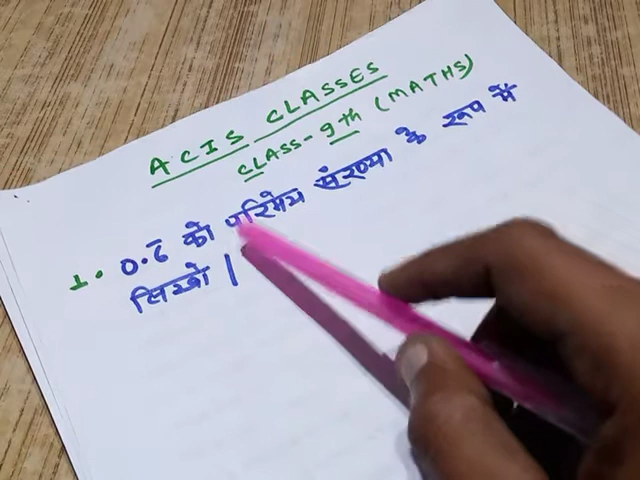 ACIS CLASSES
CLASS-9th (MATHS)
1. 0.6̅ को परिमेय संख्या के रूप में
लिखो |